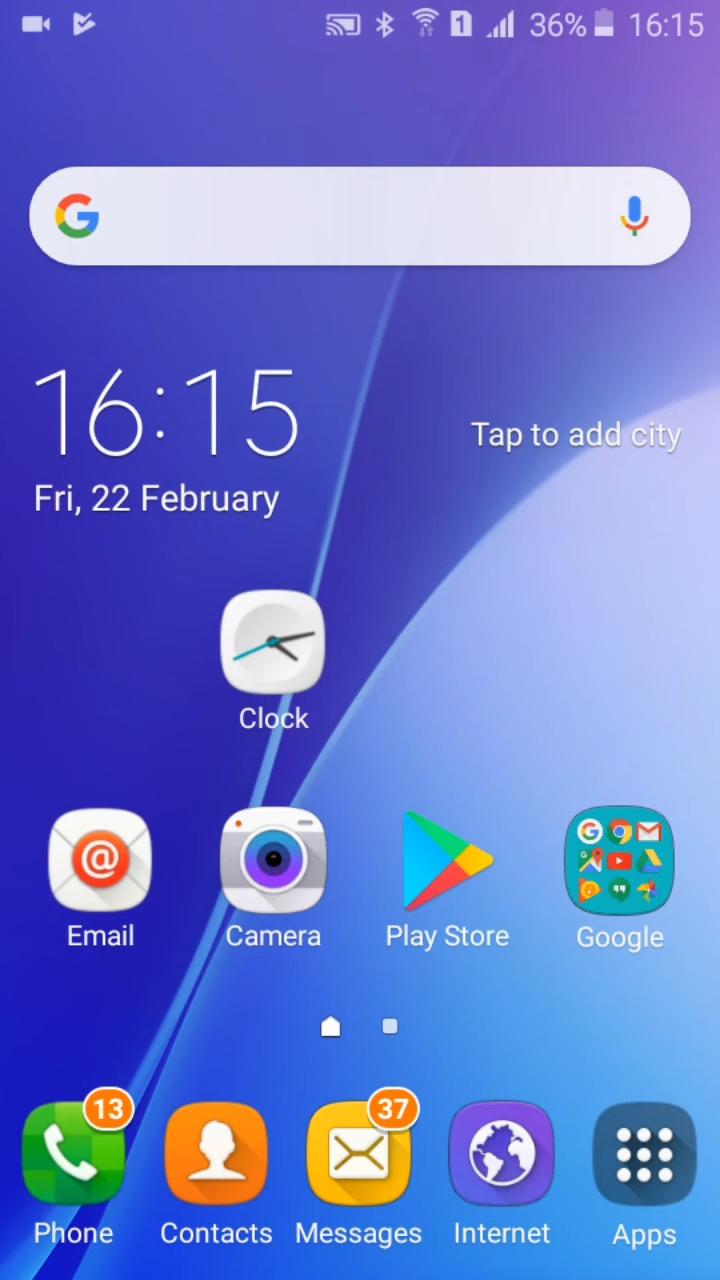 1 36% 16:15
16:15
Tap to add city
Fri, 22 February
Clock
@
Email Camera Play Store Google
13 37
Phone Contacts Messages Internet Apps